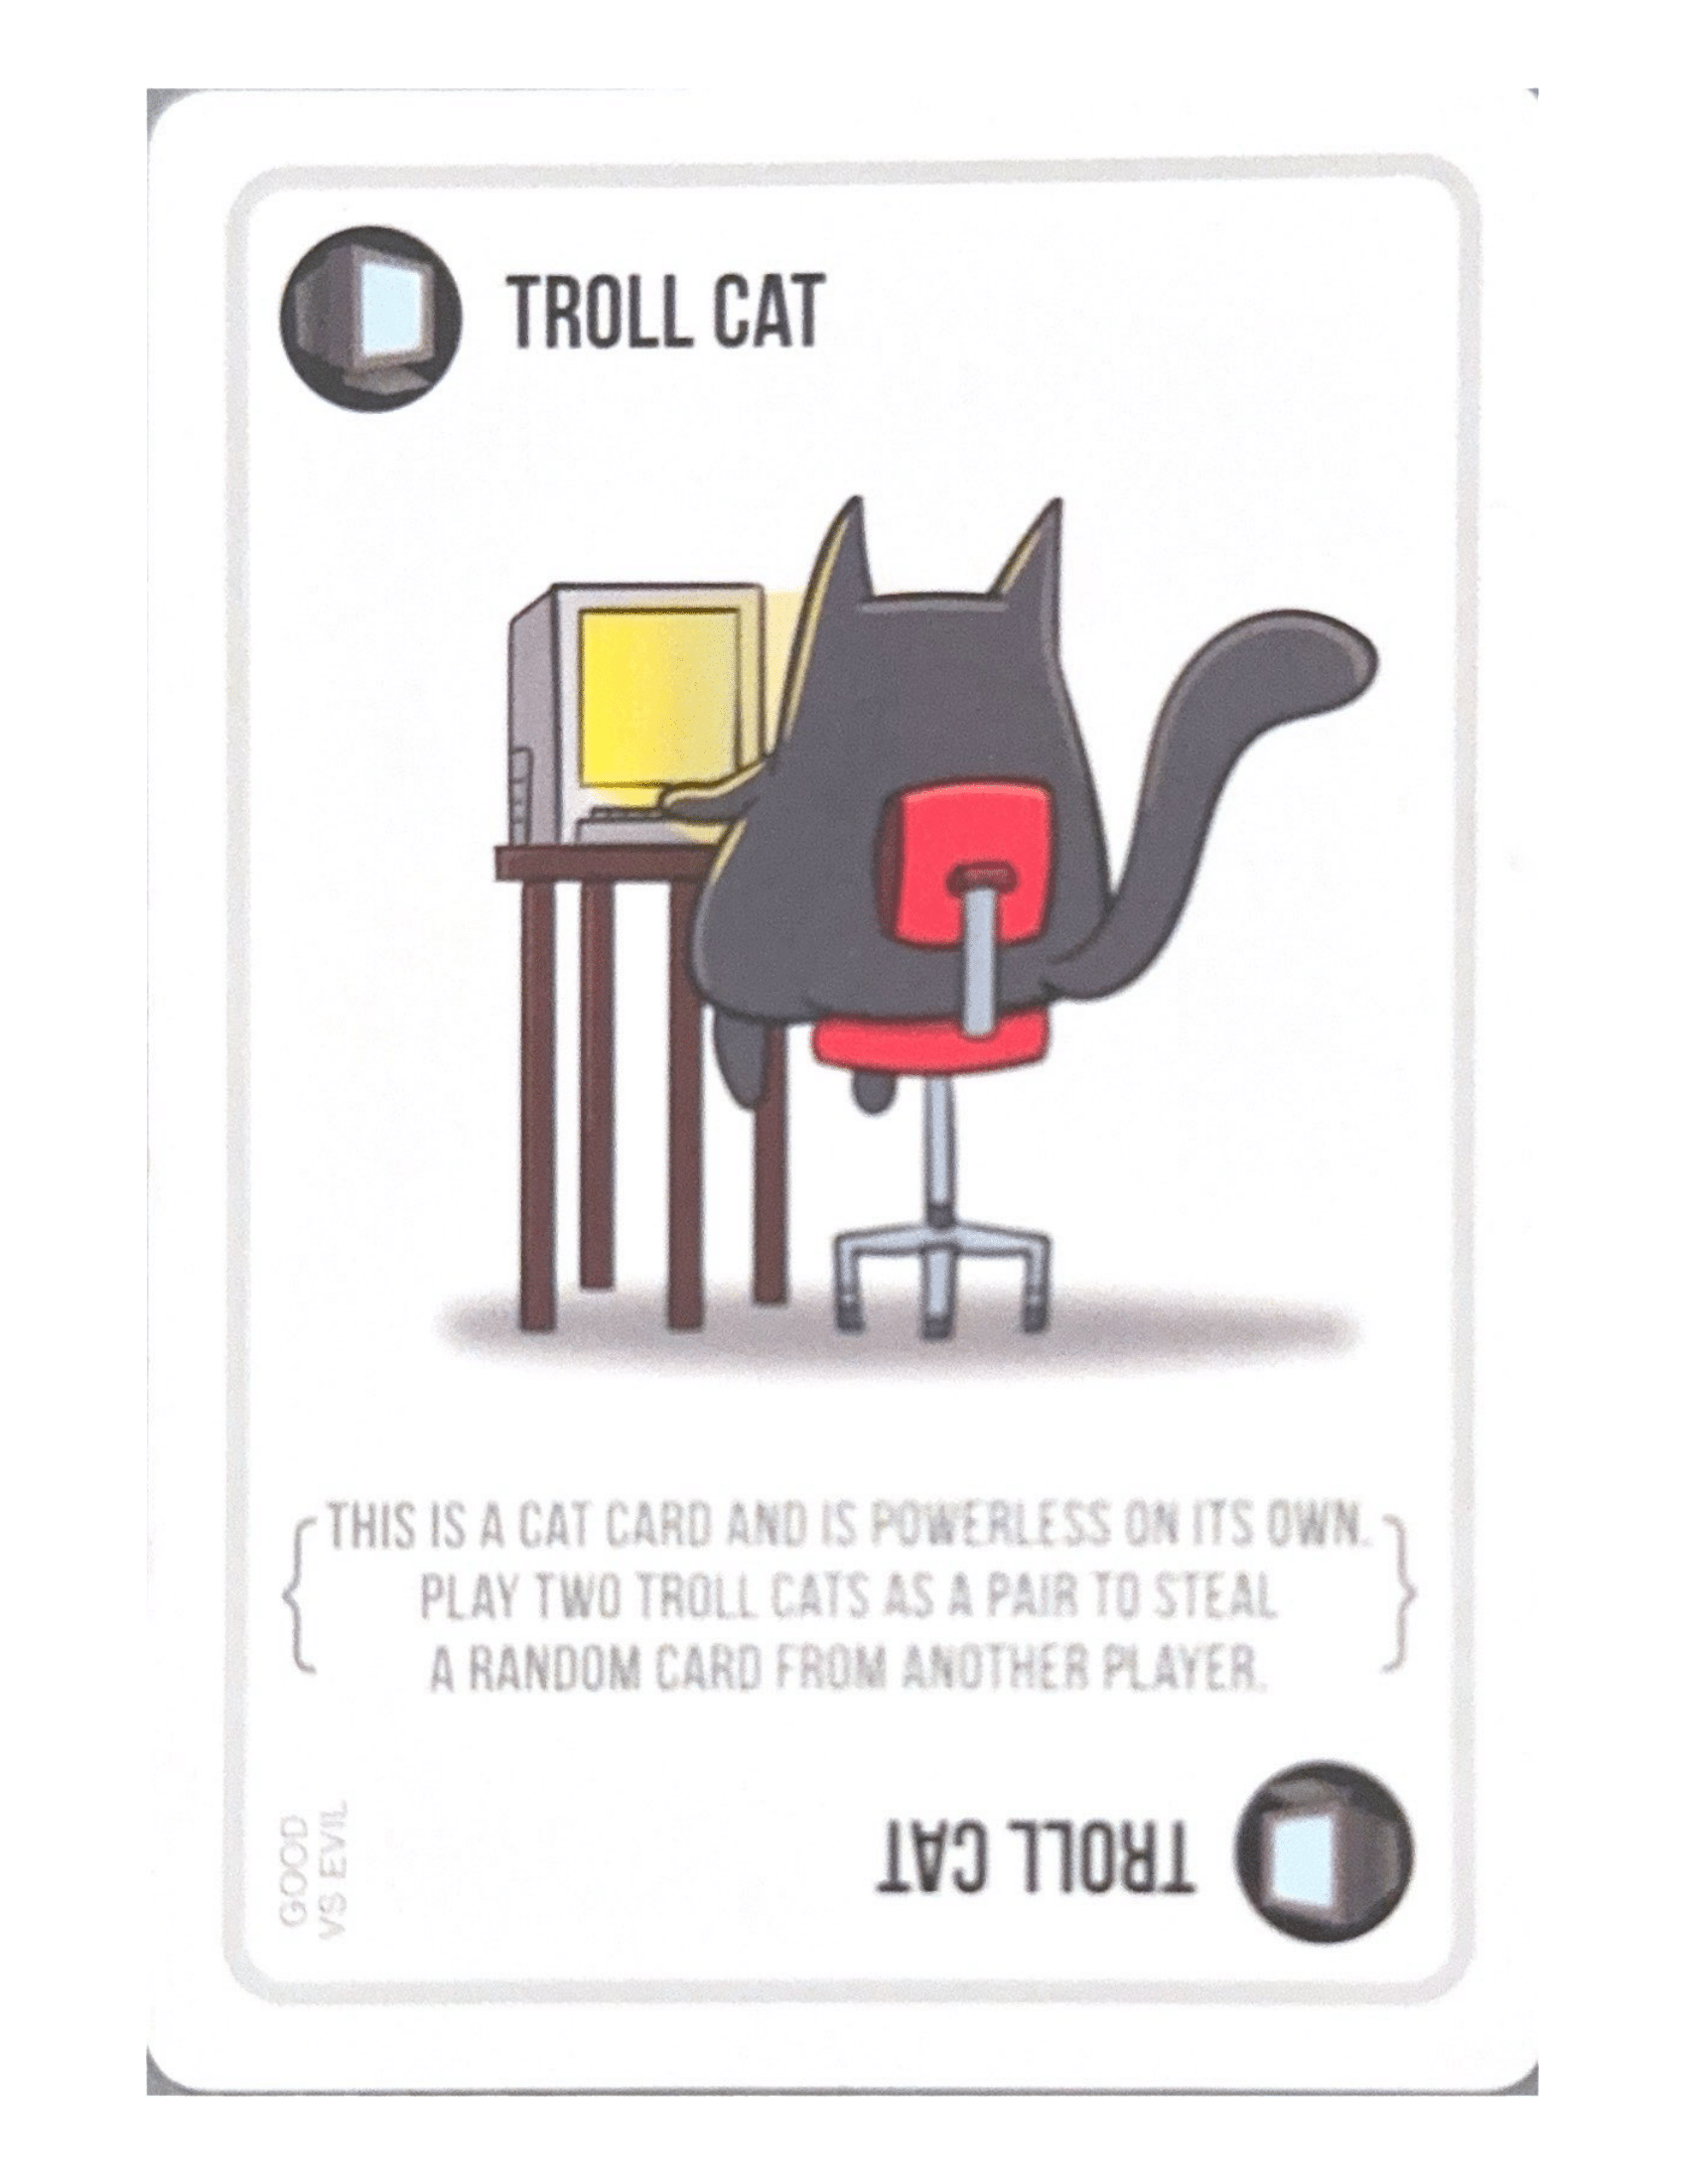 TROLL CAT
THIS IS A CAT CARD AND IS POWERLESS ON ITS OWN.
PLAY TWO TROLL CATS AS A PAIR TO STEAL
A RANDOM CARD FROM ANOTHER PLAYER.
GOOD
VS EVIL
TROLL CAT